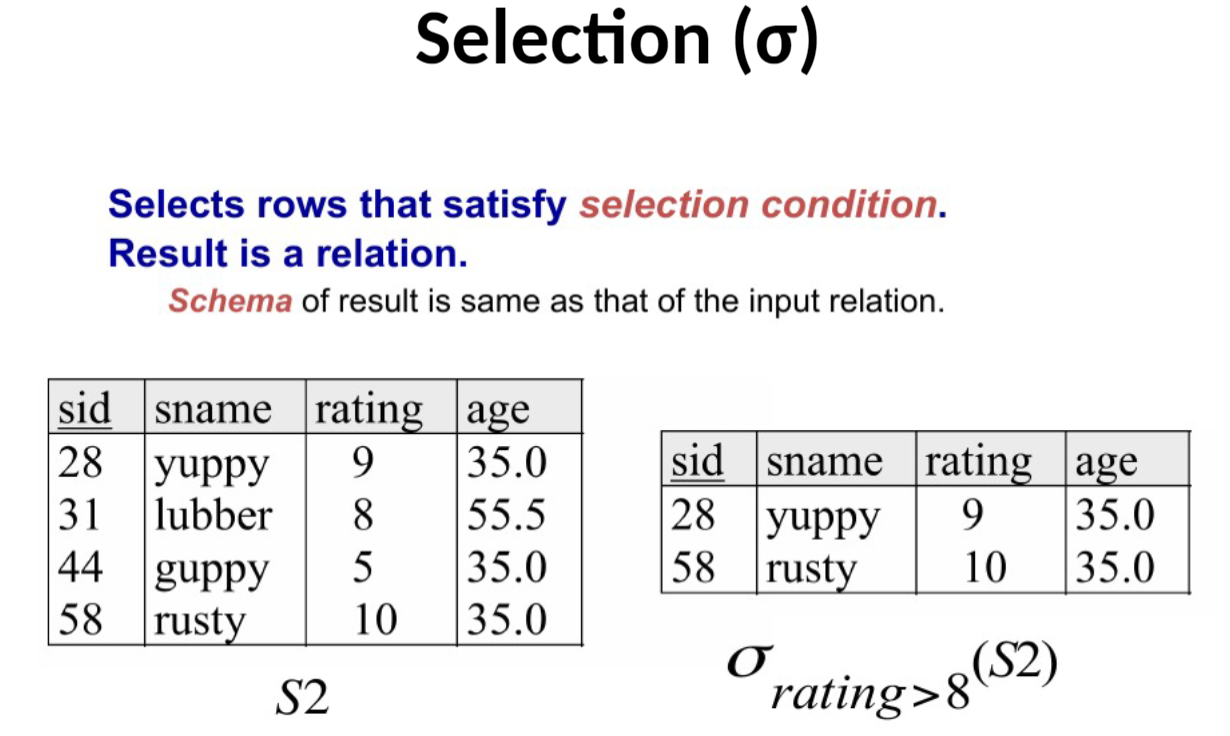 Selection (σ)
Selects rows that satisfy selection condition.
Result is a relation.
Schema of result is same as that of the input relation.
sid sname rating age
28 yuppy 9 35.0
31 lubber 8 55.5
44 guppy 5 35.0
58 rusty 10 35.0
S2
sid sname rating age
28 yuppy 9 35.0
58 rusty 10 35.0
σ rating>8 (S2)